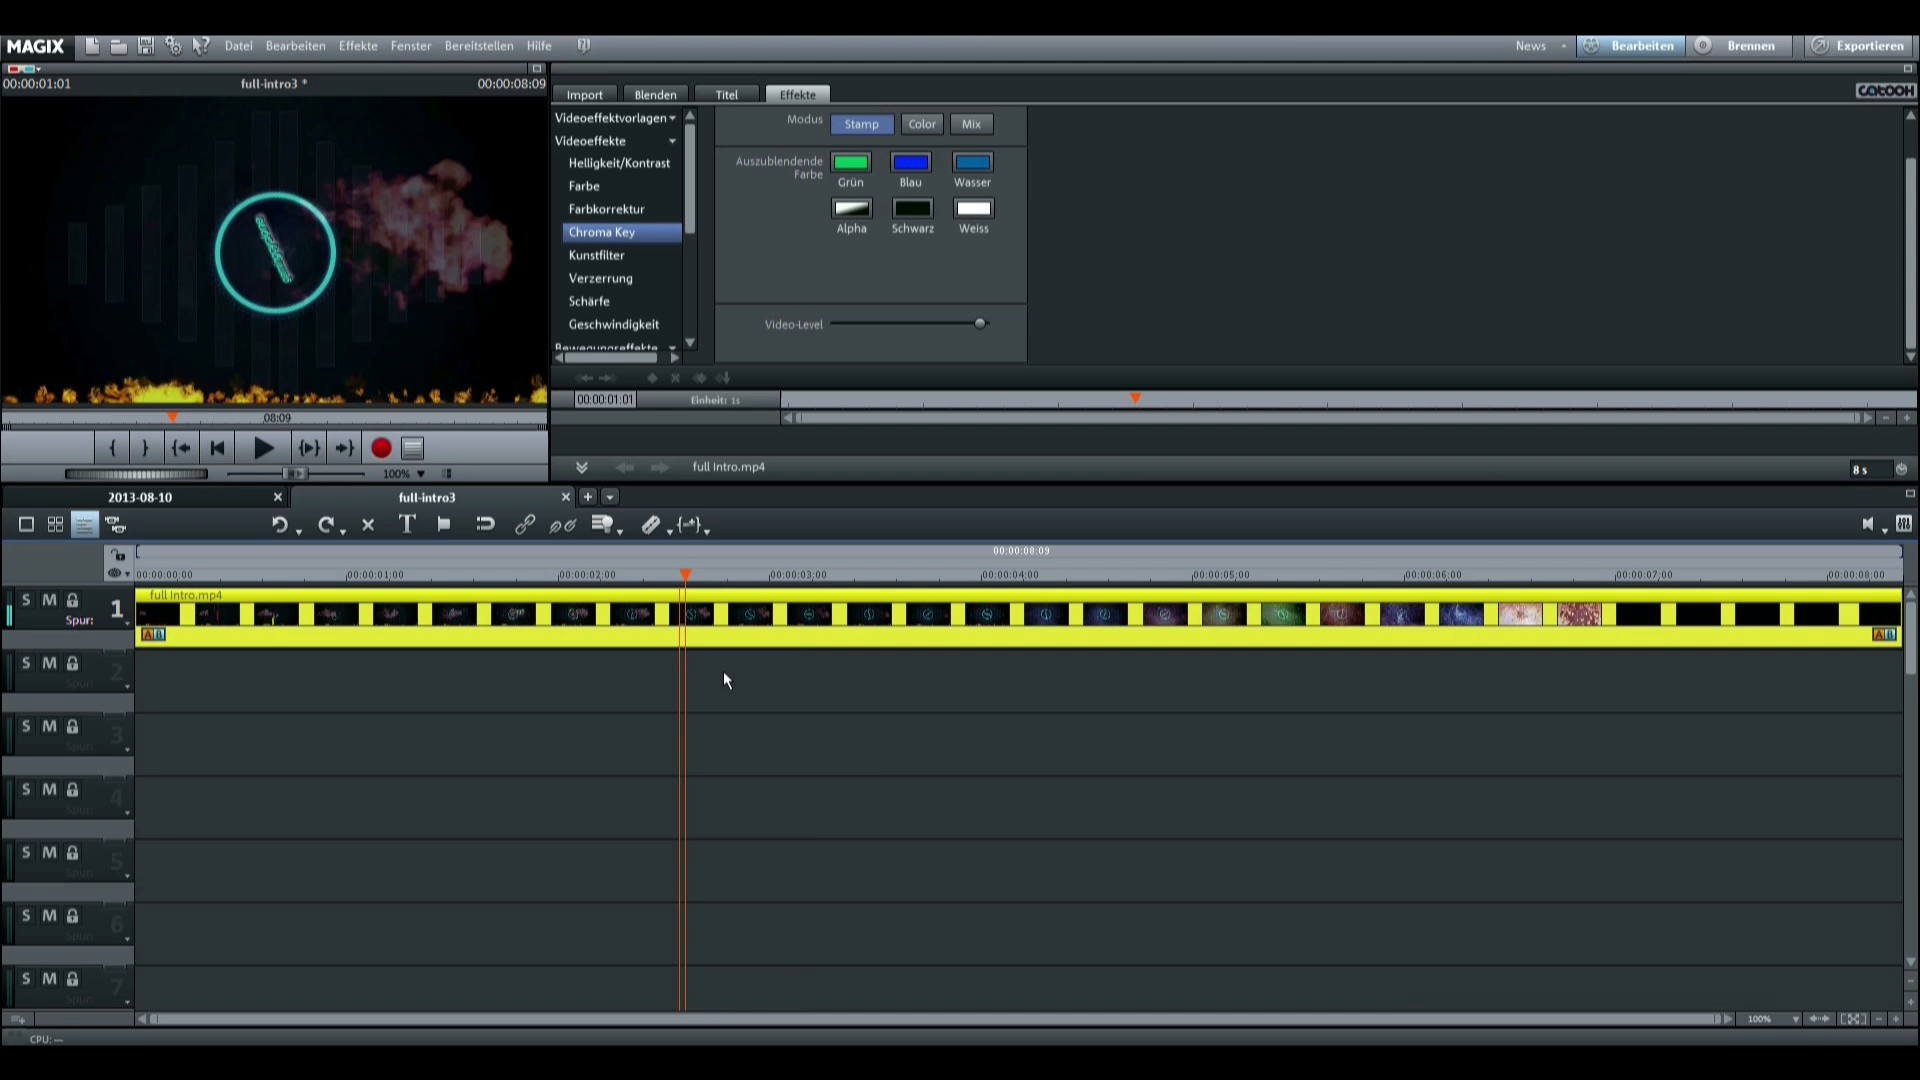 MAGIX Datei Bearbeiten Effekte Fenster Bereitstellen Hilfe News Bearbeiten Brennen Exportieren
00:00:01:01 full-intro3 * 00:00:08:09
Import Blenden Titel Effekte catooh
Videoeffektvorlagen
Videoeffekte
Helligkeit/Kontrast
Farbe
Farbkorrektur
Chroma Key
Kunstfilter
Verzerrung
Schärfe
Geschwindigkeit
Bewegungseffekte
Modus Stamp Color Mix
Auszublendende
Farbe
Grün Blau Wasser
Alpha Schwarz Weiss
Video-Level
08:09
100%
00:00:01:01 Einheit: 1s
full Intro.mp4 8 s
2013-08-10 full-intro3
00:00:08:09
00:00:00:00 00:00:01:00 00:00:02:00 00:00:03:00 00:00:04:00 00:00:05:00 00:00:06:00 00:00:07:00 00:00:08:00
full Intro.mp4
S M Spur: 1
A B A B
S M Spur: 2
S M Spur: 3
S M Spur: 4
S M Spur: 5
S M Spur: 6
S M Spur: 7
100%
CPU: —